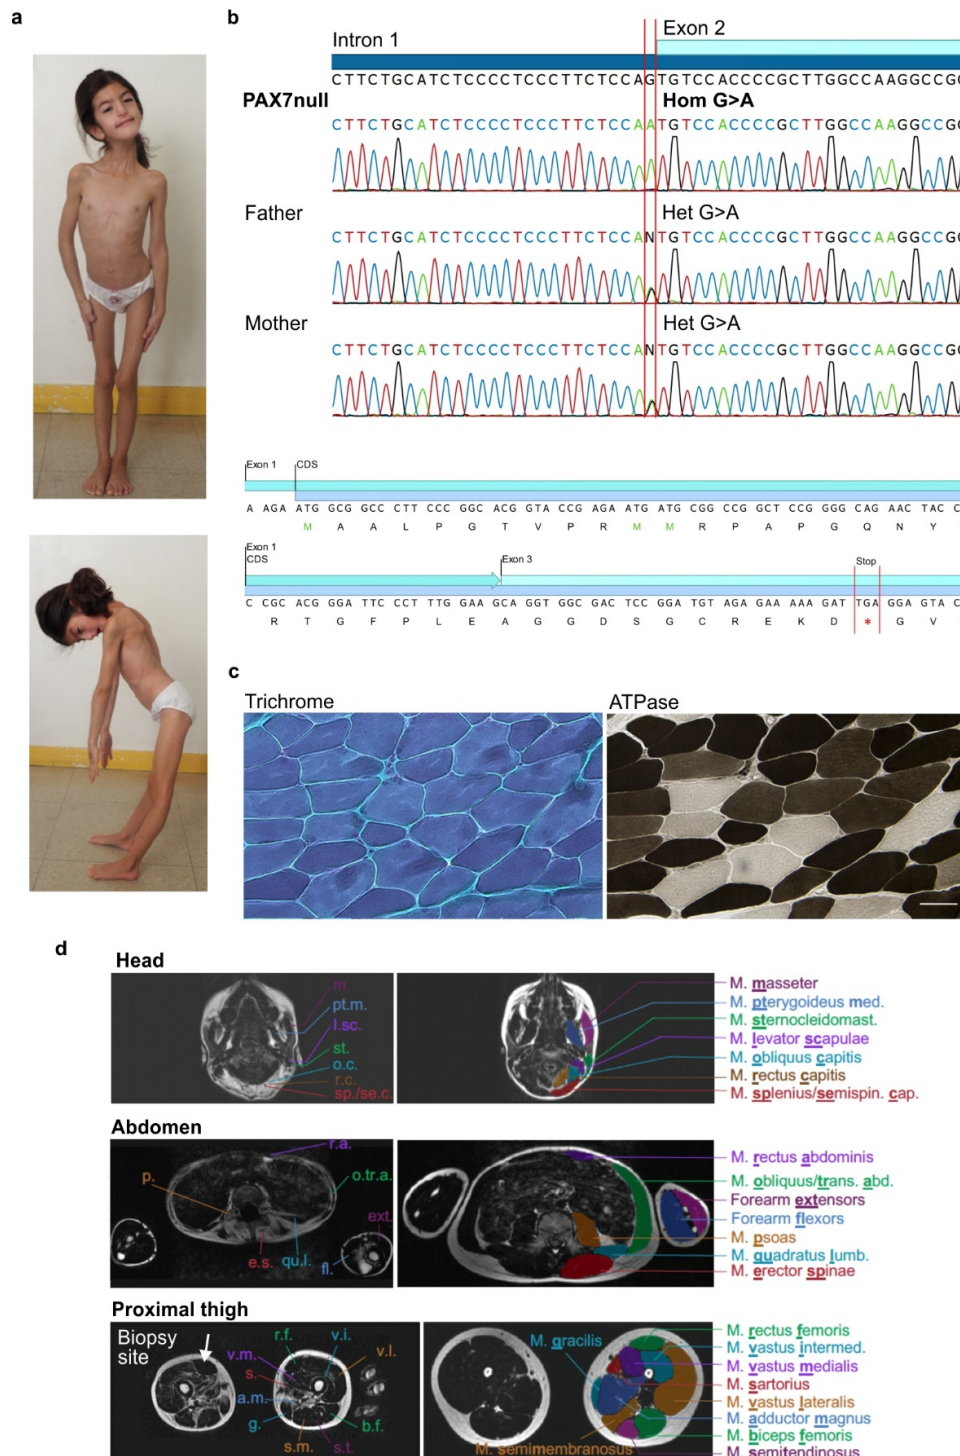 a
b
Intron 1
Exon 2
CTTCTGCATCTCCCCTCCCTTCTCCAGTGTCCACCCCGCTTGGCCAAGGCCG
PAX7null
Hom G>A
CTTCTGCATCTCCCCTCCCTTCTCCAATGTCCACCCCGCTTGGCCAAGGCCG
Father
Het G>A
CTTCTGCATCTCCCCTCCCTTCTCCANTGTCCACCCCGCTTGGCCAAGGCCG
Mother
Het G>A
CTTCTGCATCTCCCCTCCCTTCTCCANTGTCCACCCCGCTTGGCCAAGGCCG
Exon 1 CDS
A AGA ATG GCG GCC CTT CCC GGC ACG GTA CCG AGA ATG ATG CGG CCG GCT CCG GGG CAG AAC TAC C
M A A L P G T V P R M M R P A P G Q N Y
Exon 1
CDS
Exon 3
Stop
C CGC ACG GGA TTC CCT TTG GAA GCA GGT GGC GAC TCC GGA TGT AGA GAA AAA GAT TGA GGA GTA C
R T G F P L E A G G D S G C R E K D * G V
c
Trichrome
ATPase
d
Head
m.
pt.m.
l.sc.
st.
o.c.
r.c.
sp./se.c.
M. masseter
M. pterygoideus med.
M. sternocleidomast.
M. levator scapulae
M. obliquus capitis
M. rectus capitis
M. splenius/semispin. cap.
Abdomen
r.a.
p.
o.tr.a.
ext.
e.s.
qu.l.
fl.
M. rectus abdominis
M. obliquus/trans. abd.
Forearm extensors
Forearm flexors
M. psoas
M. quadratus lumb.
M. erector spinae
Proximal thigh
Biopsy
site
r.f.
v.i.
v.m.
v.l.
s.
a.m.
g.
b.f.
s.m.
s.t.
M. gracilis
M. semimembranosus
M. rectus femoris
M. vastus intermed.
M. vastus medialis
M. sartorius
M. vastus lateralis
M. adductor magnus
M. biceps femoris
M. semitendinosus